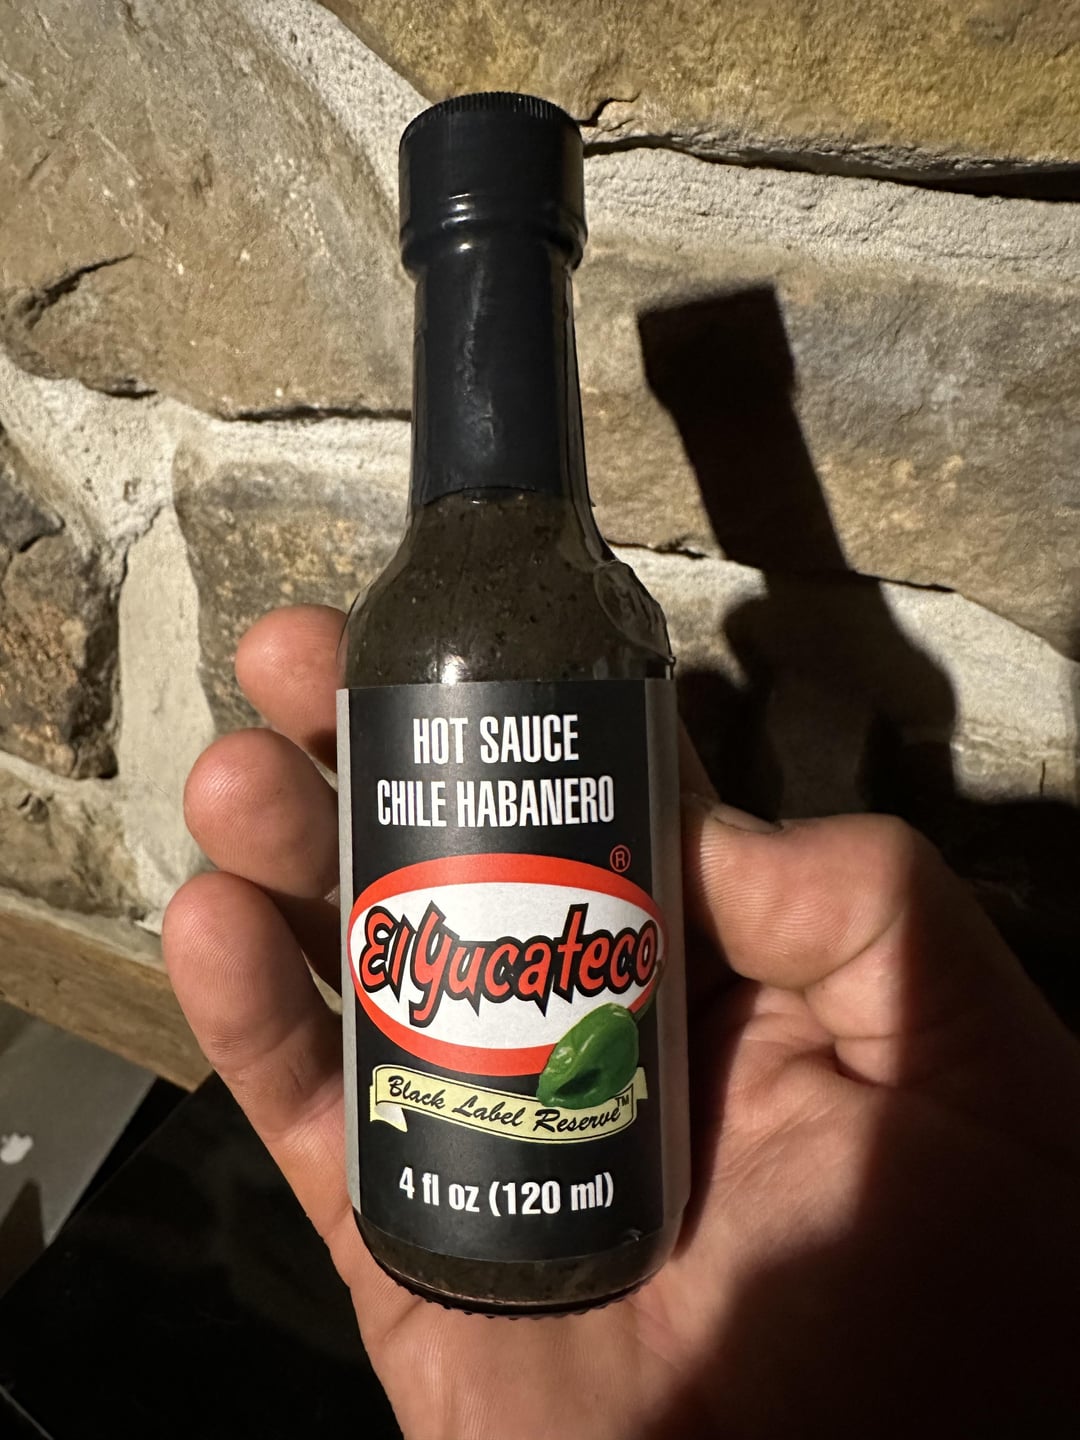 HOT SAUCE
CHILE HABANERO
®
El Yucateco
Black Label Reserve™
4 fl oz (120 ml)